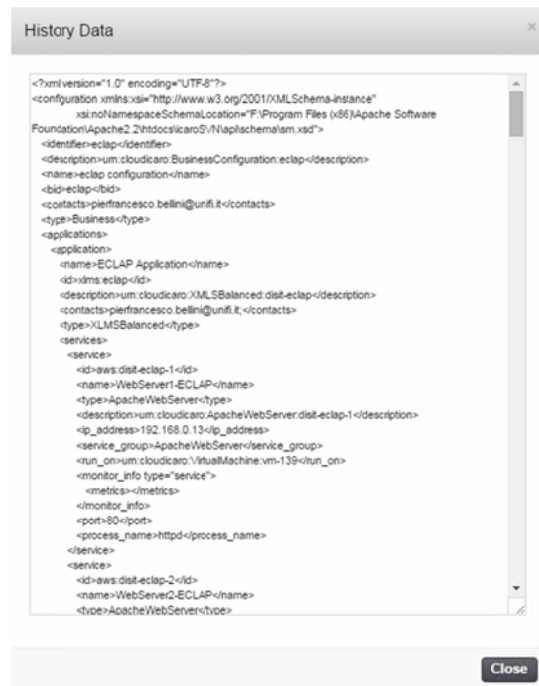 History Data
×
<?xml version="1.0" encoding="UTF-8"?>
<configuration xmlns:xsi="http://www.w3.org/2001/XMLSchema-instance"
xsi:noNamespaceSchemaLocation="F:\Program Files (x86)\Apache Software
Foundation\Apache2.2\htdocs\icaroS\/N\api\schema\sm.xsd">
<identifier>eclap</identifier>
<description>urn:cloudicaro:BusinessConfiguration:eclap</description>
<name>eclap configuration</name>
<bid>eclap</bid>
<contacts>pierfrancesco.bellini@unifi.it</contacts>
<type>Business</type>
<applications>
<application>
<name>ECLAP Application</name>
<id>xlms:eclap</id>
<description>urn:cloudicaro:XMLSBalanced:disit-eclap</description>
<contacts>pierfrancesco.bellini@unifi.it;</contacts>
<type>XLMSBalanced</type>
<services>
<service>
<id>aws:disit-eclap-1</id>
<name>WebServer1-ECLAP</name>
<type>ApacheWebServer</type>
<description>urn:cloudicaro:ApacheWebServer:disit-eclap-1</description>
<ip_address>192.168.0.13</ip_address>
<service_group>ApacheWebServer</service_group>
<run_on>urn:cloudicaro:VirtualMachine:vm-139</run_on>
<monitor_info type="service">
<metrics></metrics>
</monitor_info>
<port>80</port>
<process_name>httpd</process_name>
</service>
<service>
<id>aws:disit-eclap-2</id>
<name>WebServer2-ECLAP</name>
<type>ApacheWebServer</type>
Close